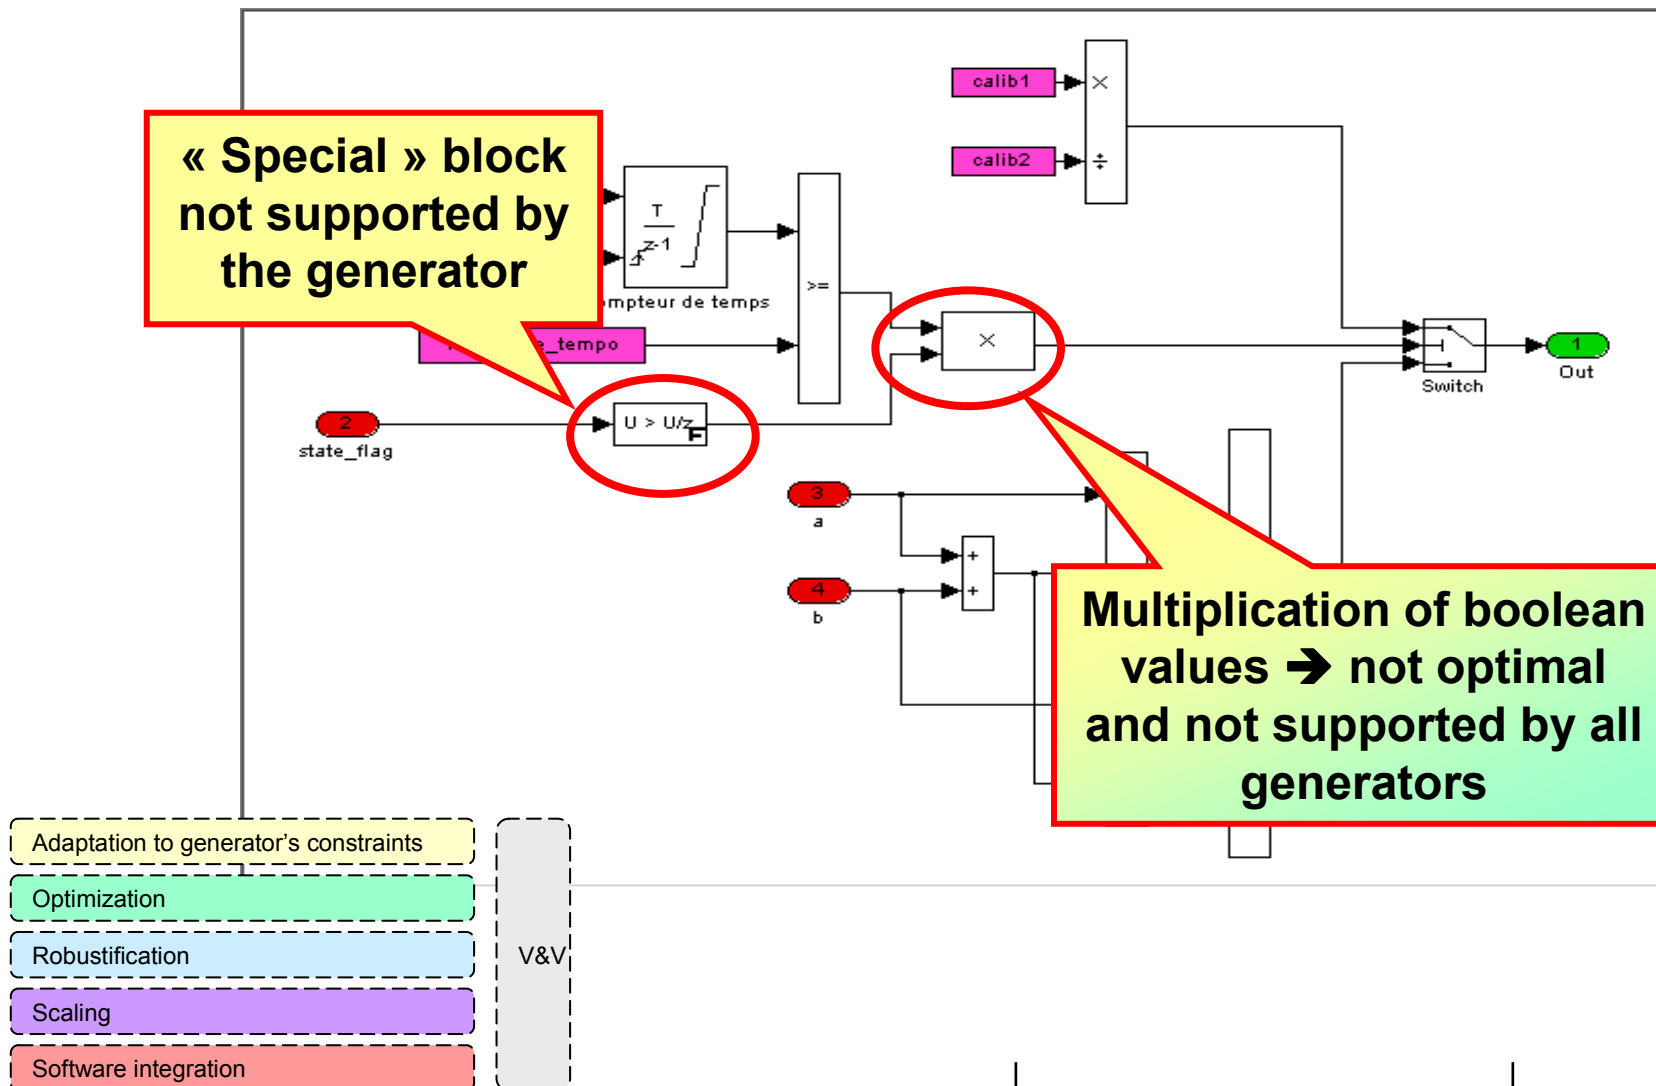 calib1
×
calib2
÷
« Special » block
not supported by
the generator
T
z-1
>=
mpteur de temps
e_tempo
×
1
Out
Switch
2
state_flag
U > U/z
3
a
+
+
4
b
Multiplication of boolean
values ➔ not optimal
and not supported by all
generators
Adaptation to generator’s constraints
Optimization
Robustification
V&V
Scaling
Software integration